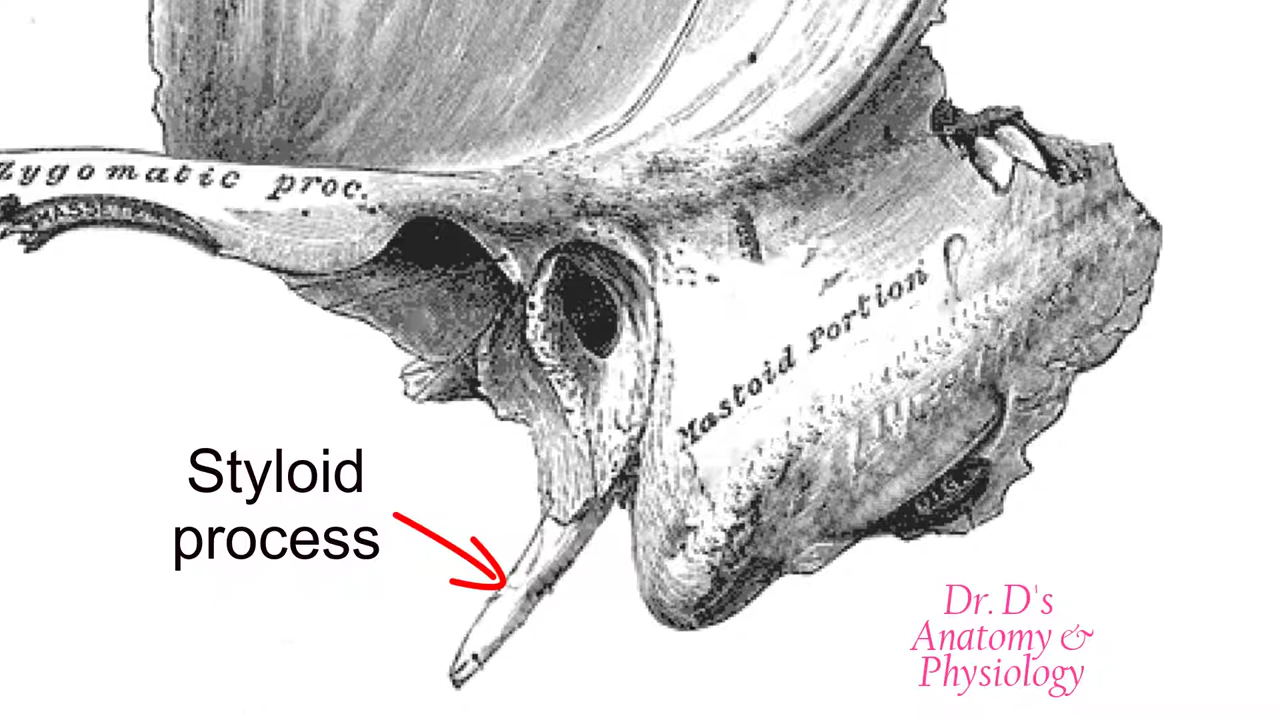 Zygomatic proc.
Mastoid Portion
Styloid
process
Dr. D's
Anatomy &
Physiology